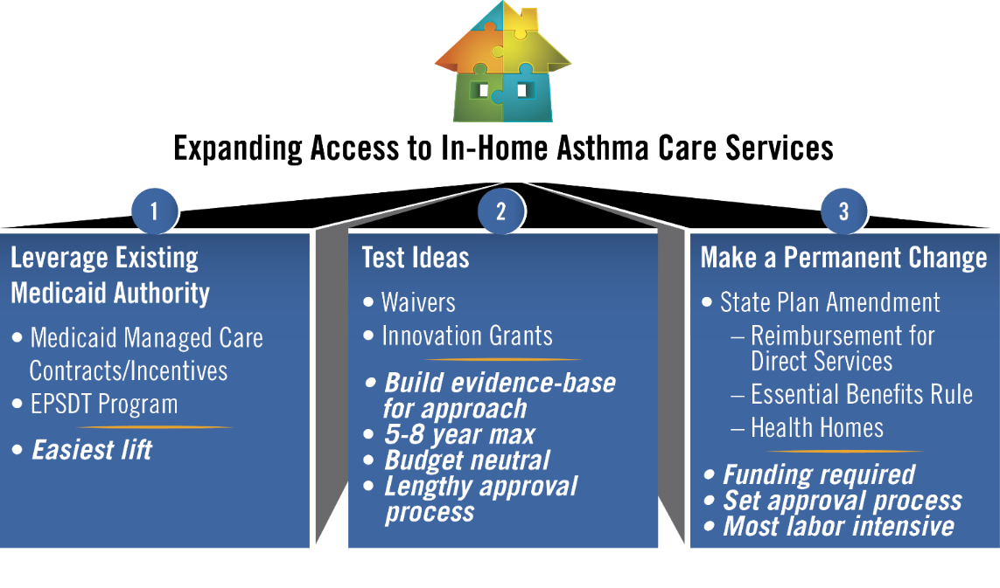 Expanding Access to In-Home Asthma Care Services
1
Leverage Existing
Medicaid Authority
• Medicaid Managed Care
Contracts/Incentives
• EPSDT Program
• Easiest lift
2
Test Ideas
• Waivers
• Innovation Grants
• Build evidence-base
for approach
• 5-8 year max
• Budget neutral
• Lengthy approval
process
3
Make a Permanent Change
• State Plan Amendment
– Reimbursement for
Direct Services
– Essential Benefits Rule
– Health Homes
• Funding required
• Set approval process
• Most labor intensive